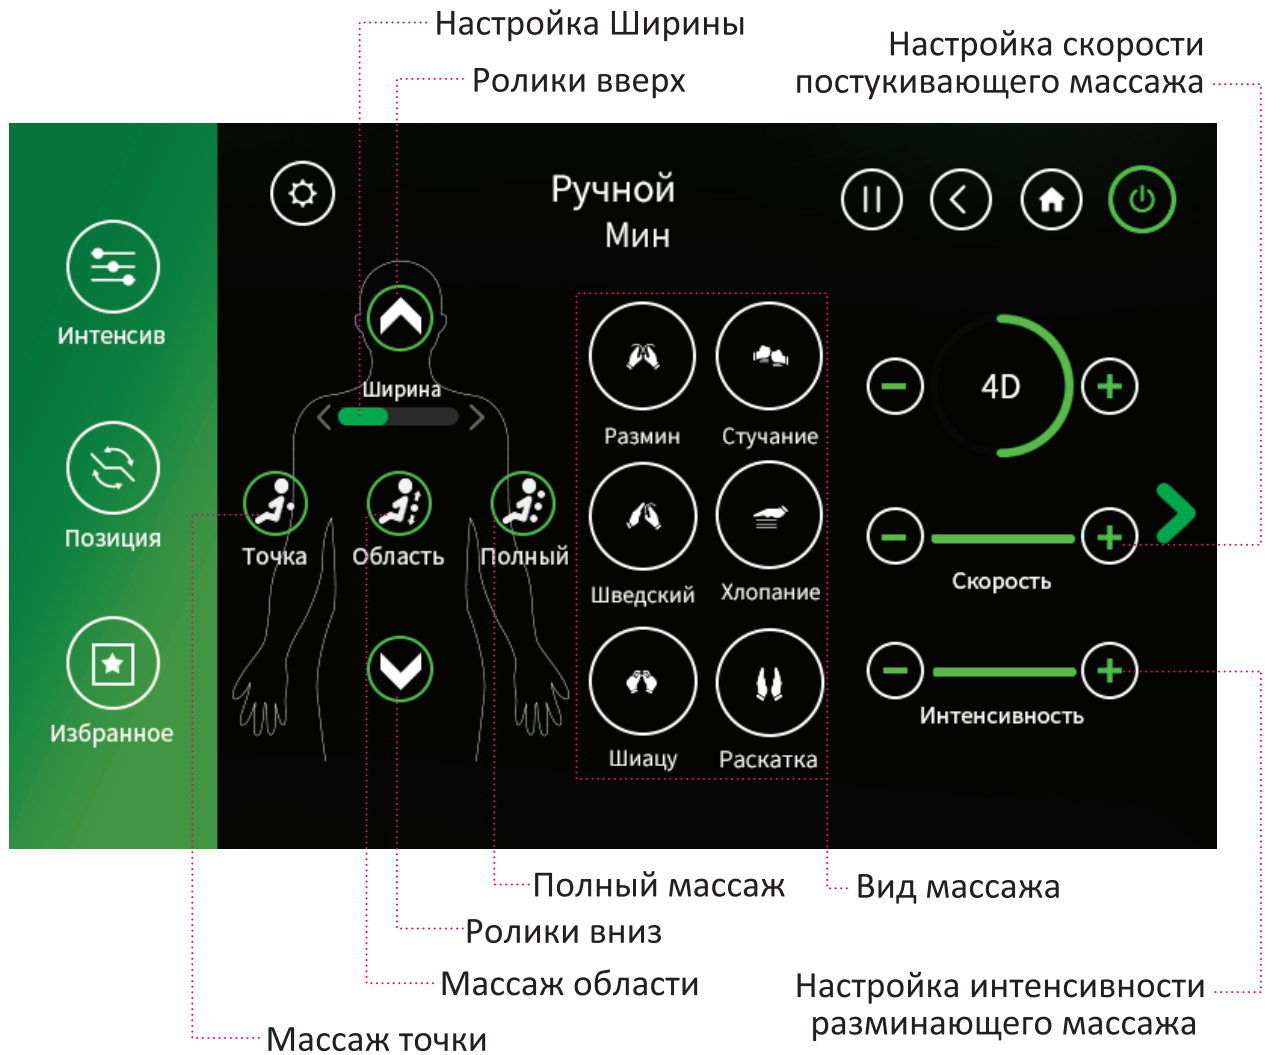 Настройка Ширины
Ролики вверх
Настройка скорости
постукивающего массажа
Ручной
Мин
Интенсив
Позиция
Избранное
Ширина
Точка
Область
Полный
Размин
Стучание
Шведский
Хлопание
Шиацу
Раскатка
4D
Скорость
Интенсивность
Полный массаж
Вид массажа
Ролики вниз
Массаж области
Массаж точки
Настройка интенсивности
разминающего массажа